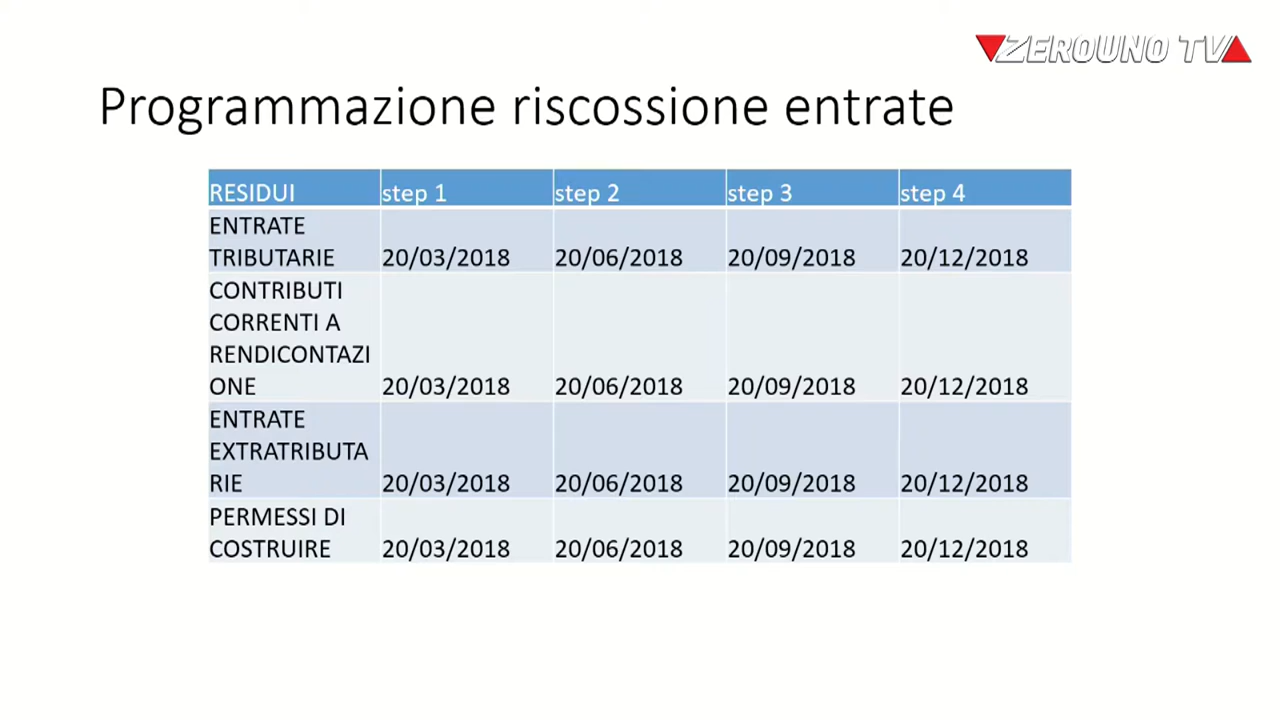 ZEROUNO TV
Programmazione riscossione entrate
RESIDUI step 1 step 2 step 3 step 4
ENTRATE
TRIBUTARIE 20/03/2018 20/06/2018 20/09/2018 20/12/2018
CONTRIBUTI
CORRENTI A
RENDICONTAZI
ONE 20/03/2018 20/06/2018 20/09/2018 20/12/2018
ENTRATE
EXTRATRIBUTA
RIE 20/03/2018 20/06/2018 20/09/2018 20/12/2018
PERMESSI DI
COSTRUIRE 20/03/2018 20/06/2018 20/09/2018 20/12/2018